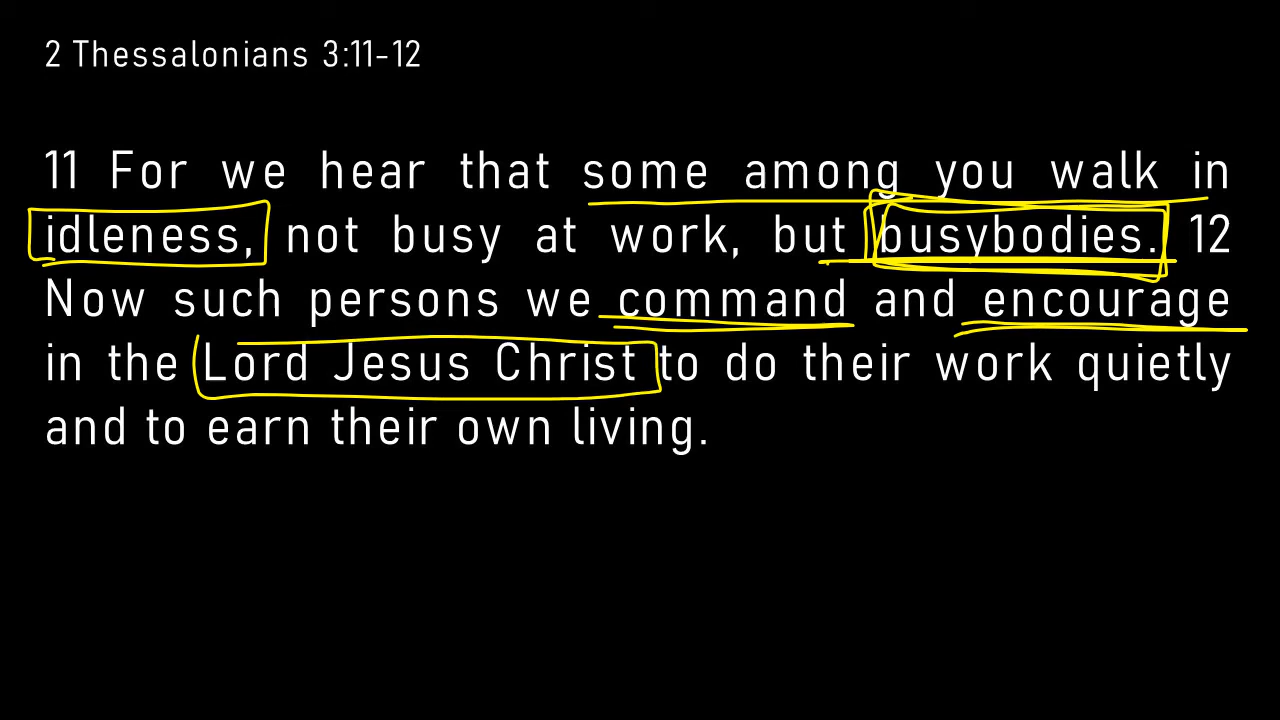 2 Thessalonians 3:11-12
11 For we hear that some among you walk in
idleness, not busy at work, but busybodies. 12
Now such persons we command and encourage
in the Lord Jesus Christ to do their work quietly
and to earn their own living.